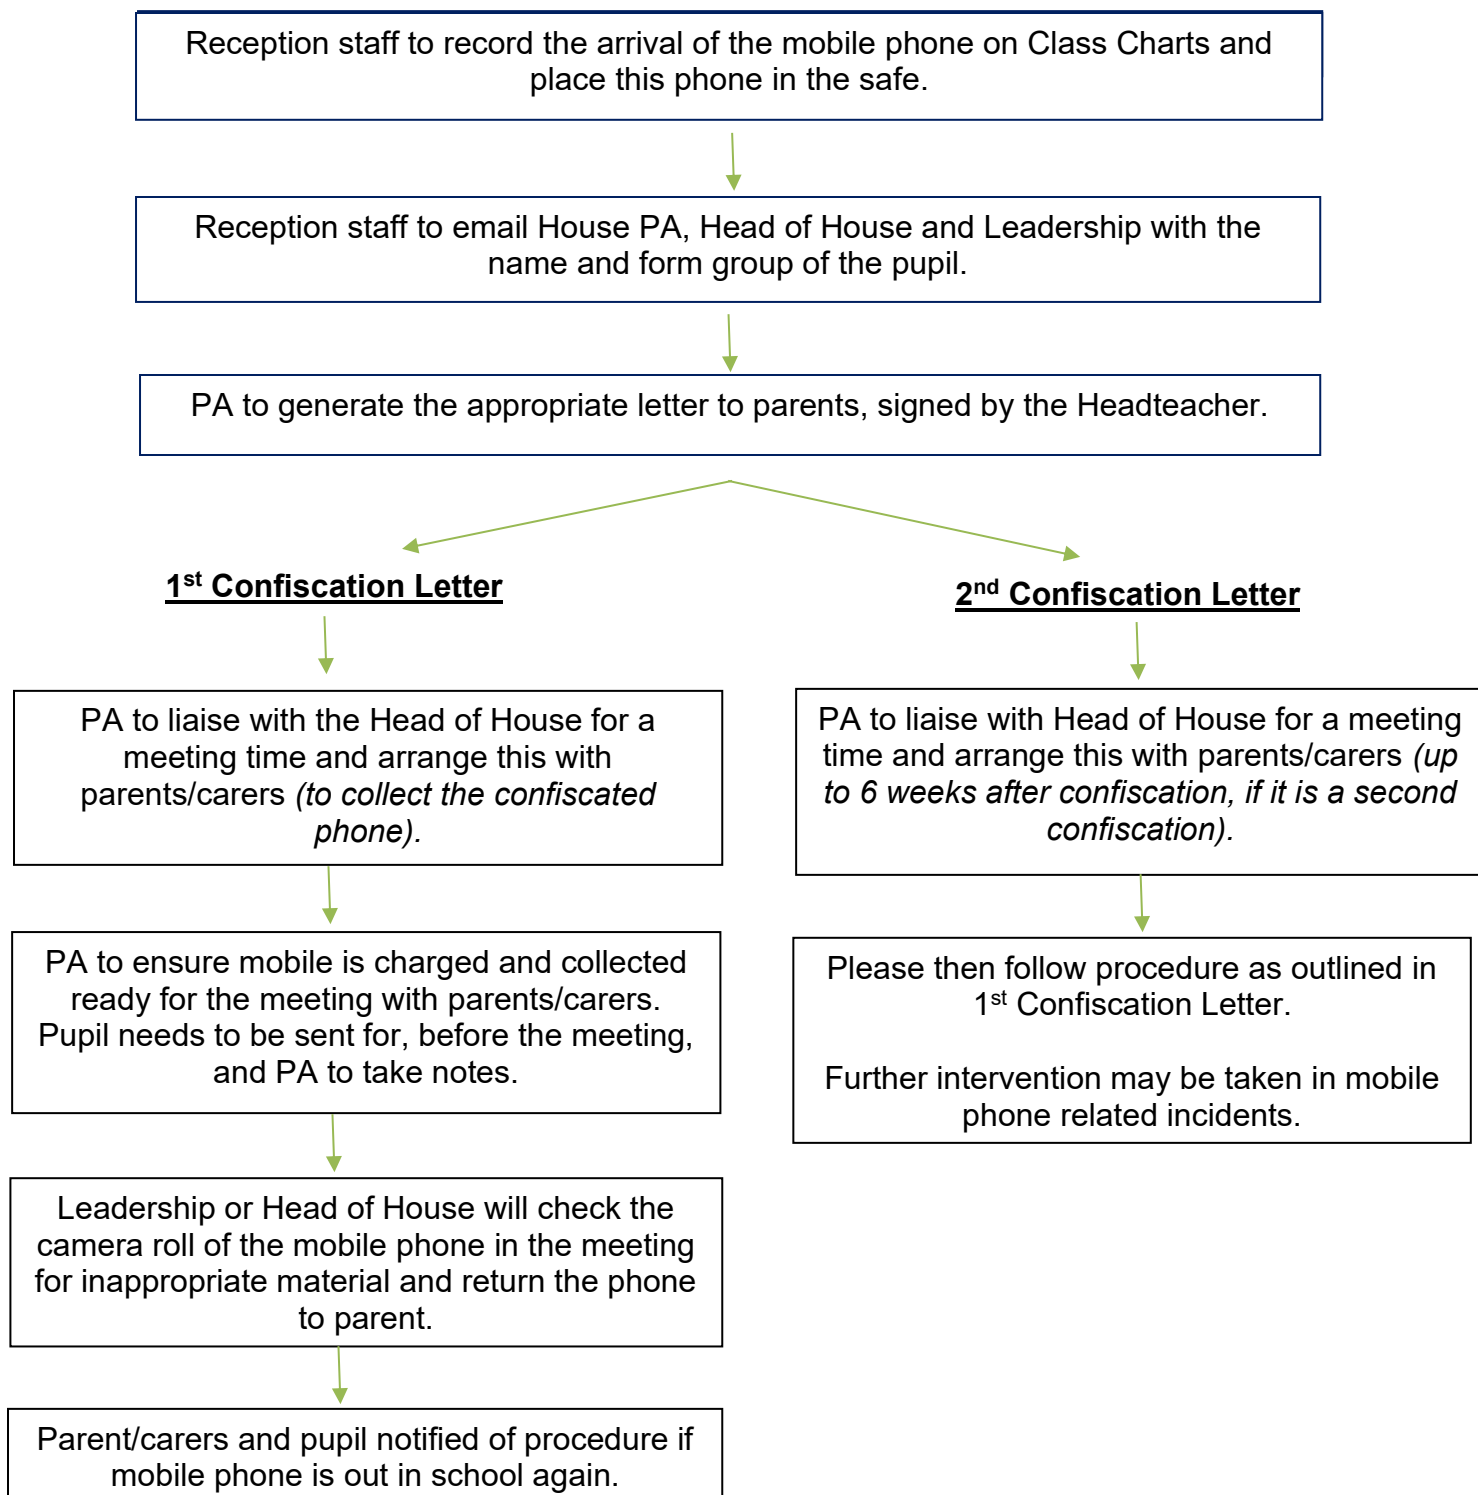 Reception staff to record the arrival of the mobile phone on Class Charts and
place this phone in the safe.
Reception staff to email House PA, Head of House and Leadership with the
name and form group of the pupil.
PA to generate the appropriate letter to parents, signed by the Headteacher.
1st Confiscation Letter
PA to liaise with the Head of House for a
meeting time and arrange this with
parents/carers (to collect the confiscated
phone).
PA to ensure mobile is charged and collected
ready for the meeting with parents/carers.
Pupil needs to be sent for, before the meeting,
and PA to take notes.
Leadership or Head of House will check the
camera roll of the mobile phone in the meeting
for inappropriate material and return the phone
to parent.
Parent/carers and pupil notified of procedure if
mobile phone is out in school again.
2nd Confiscation Letter
PA to liaise with Head of House for a meeting
time and arrange this with parents/carers (up
to 6 weeks after confiscation, if it is a second
confiscation).
Please then follow procedure as outlined in
1st Confiscation Letter.
Further intervention may be taken in mobile
phone related incidents.